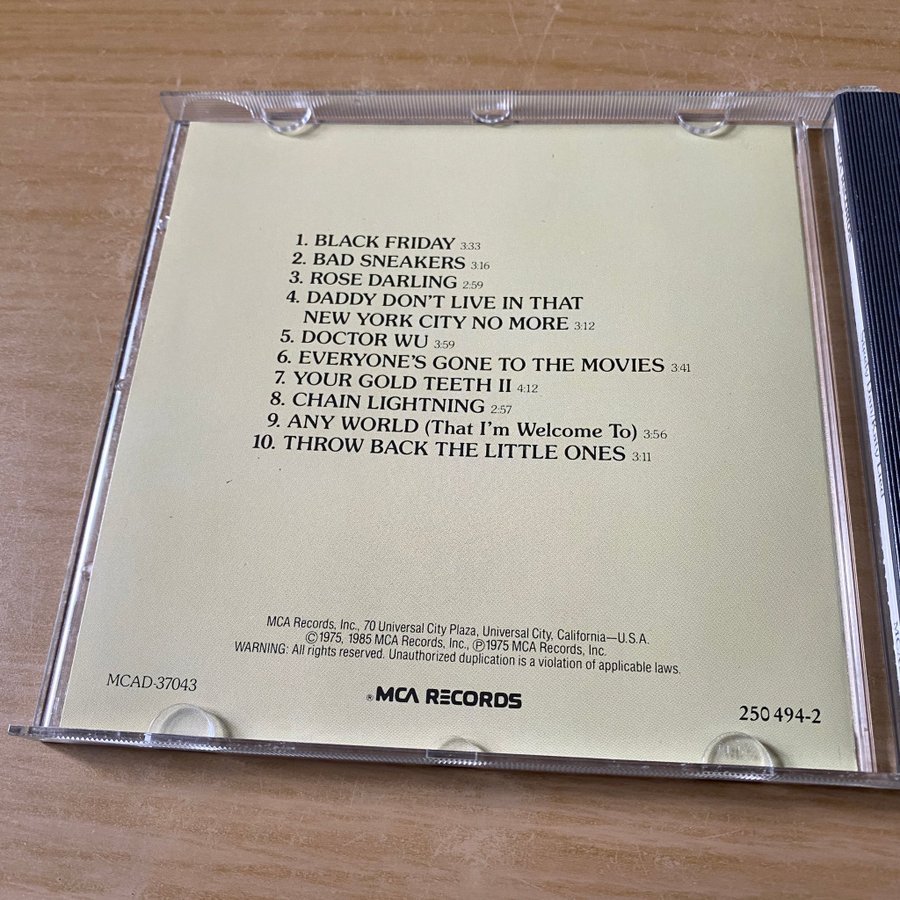 1. BLACK FRIDAY 3:33
2. BAD SNEAKERS 3:16
3. ROSE DARLING 2:59
4. DADDY DON'T LIVE IN THAT
NEW YORK CITY NO MORE 3:12
5. DOCTOR WU 3:59
6. EVERYONE'S GONE TO THE MOVIES 3:41
7. YOUR GOLD TEETH II 4:12
8. CHAIN LIGHTNING 2:57
9. ANY WORLD (That I'm Welcome To) 3:56
10. THROW BACK THE LITTLE ONES 3:11
MCA Records, Inc., 70 Universal City Plaza, Universal City, California—U.S.A.
©1975, 1985 MCA Records, Inc., ℗1975 MCA Records, Inc.
WARNING: All rights reserved. Unauthorized duplication is a violation of applicable laws.
MCAD-37043
®MCA RECORDS
250 494-2